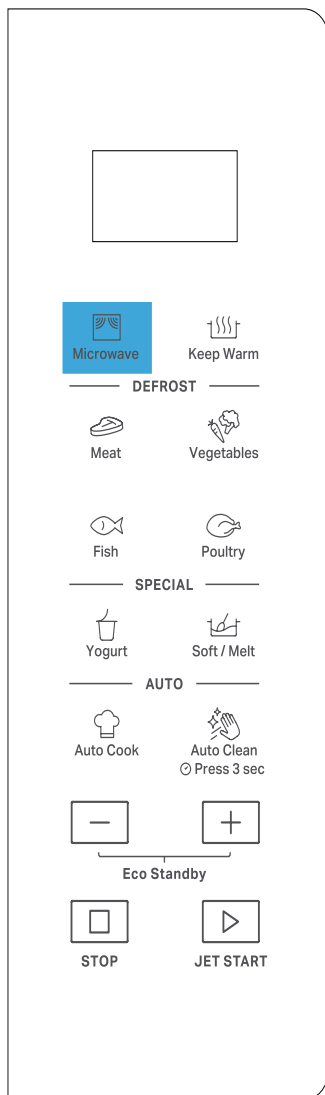 Microwave Keep Warm
DEFROST
Meat Vegetables
Fish Poultry
SPECIAL
Yogurt Soft / Melt
AUTO
Auto Cook Auto Clean
Press 3 sec
Eco Standby
STOP JET START